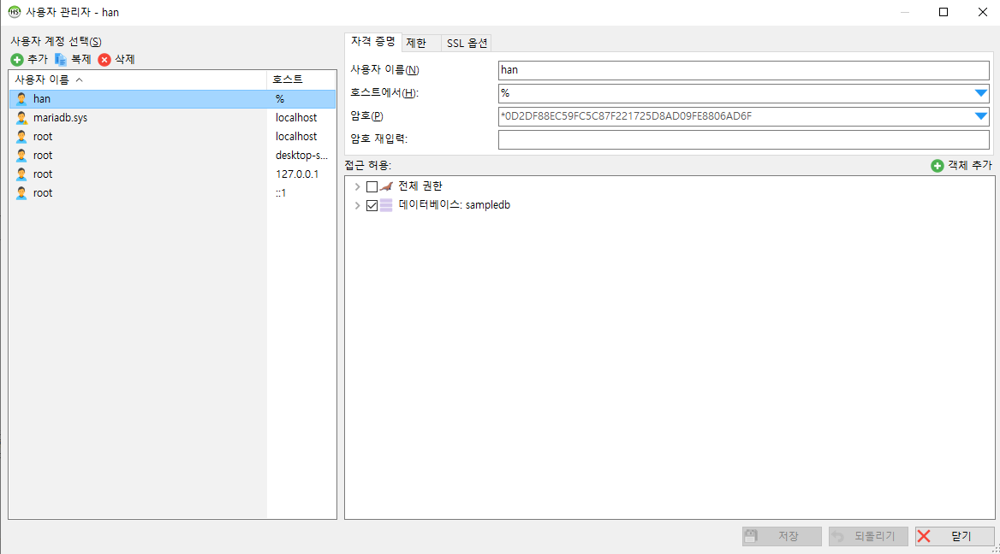 사용자 관리자 - han
사용자 계정 선택(S)
추가 복제 삭제
사용자 이름 호스트
han %
mariadb.sys localhost
root localhost
root desktop-s...
root 127.0.0.1
root ::1
자격 증명 제한 SSL 옵션
사용자 이름(N) han
호스트에서(H): %
암호(P) *0D2DF88EC59FC5C87F221725D8AD09FE8806AD6F
암호 재입력:
접근 허용: 객체 추가
전체 권한
데이터베이스: sampledb
저장 되돌리기 닫기